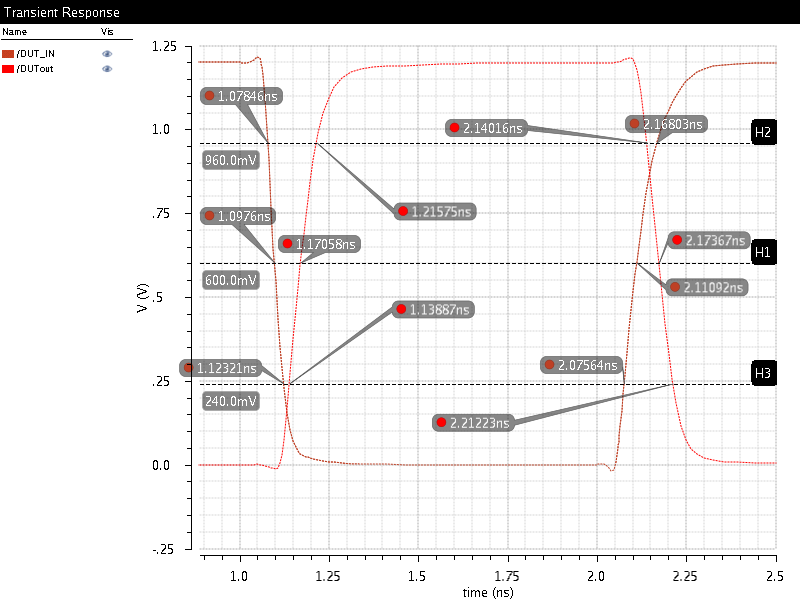 Transient Response
Name Vis
/DUT_IN
/DUTout
1.25
1.07846ns
2.14016ns
2.16803ns
1.0
H2
960.0mV
.75
1.0976ns
1.21575ns
1.17058ns
2.17367ns
H1
600.0mV
2.11092ns
V (V)
.5
1.13887ns
1.12321ns
2.07564ns
H3
.25
240.0mV
2.21223ns
0.0
-.25
1.0 1.25 1.5 1.75 2.0 2.25 2.5
time (ns)